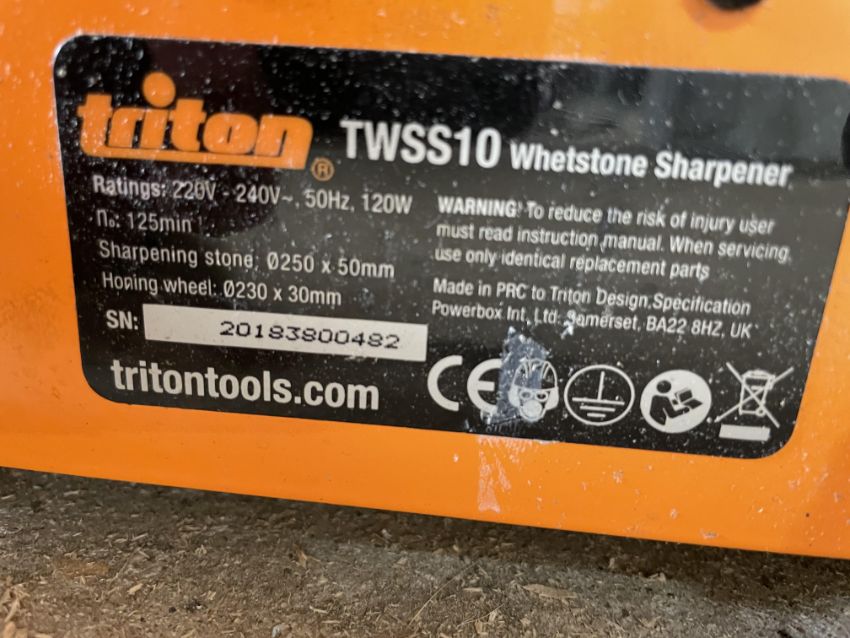 triton® TWSS10 Whetstone Sharpener
Ratings: 220V - 240V~, 50Hz, 120W
n₀: 125min⁻¹
Sharpening stone: Ø250 x 50mm
Honing wheel: Ø230 x 30mm
SN: 20183800482
tritontools.com
WARNING: To reduce the risk of injury user
must read instruction manual. When servicing
use only identical replacement parts
Made in PRC to Triton Design Specification
Powerbox Int, Ltd. Somerset, BA22 8HZ, UK
CE